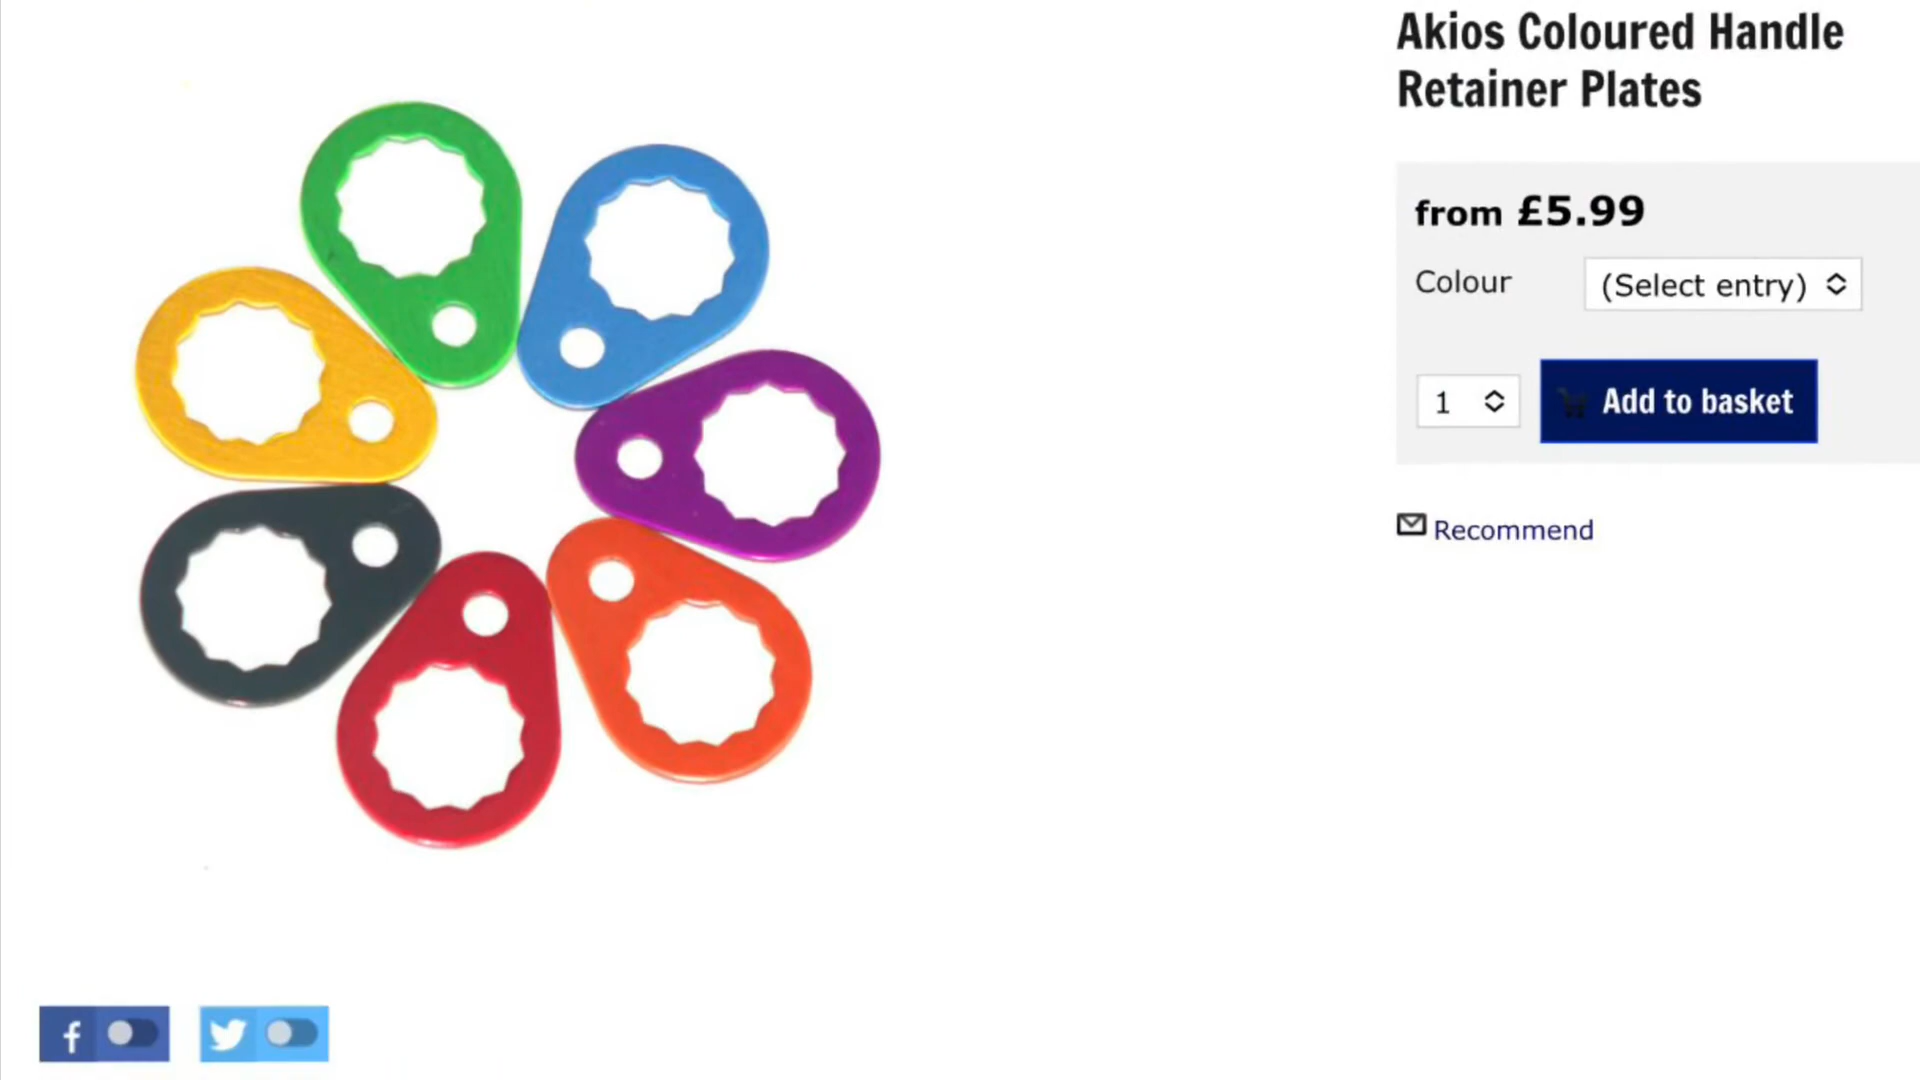 Akios Coloured Handle
Retainer Plates
from £5.99
Colour (Select entry)
1 Add to basket
Recommend
f